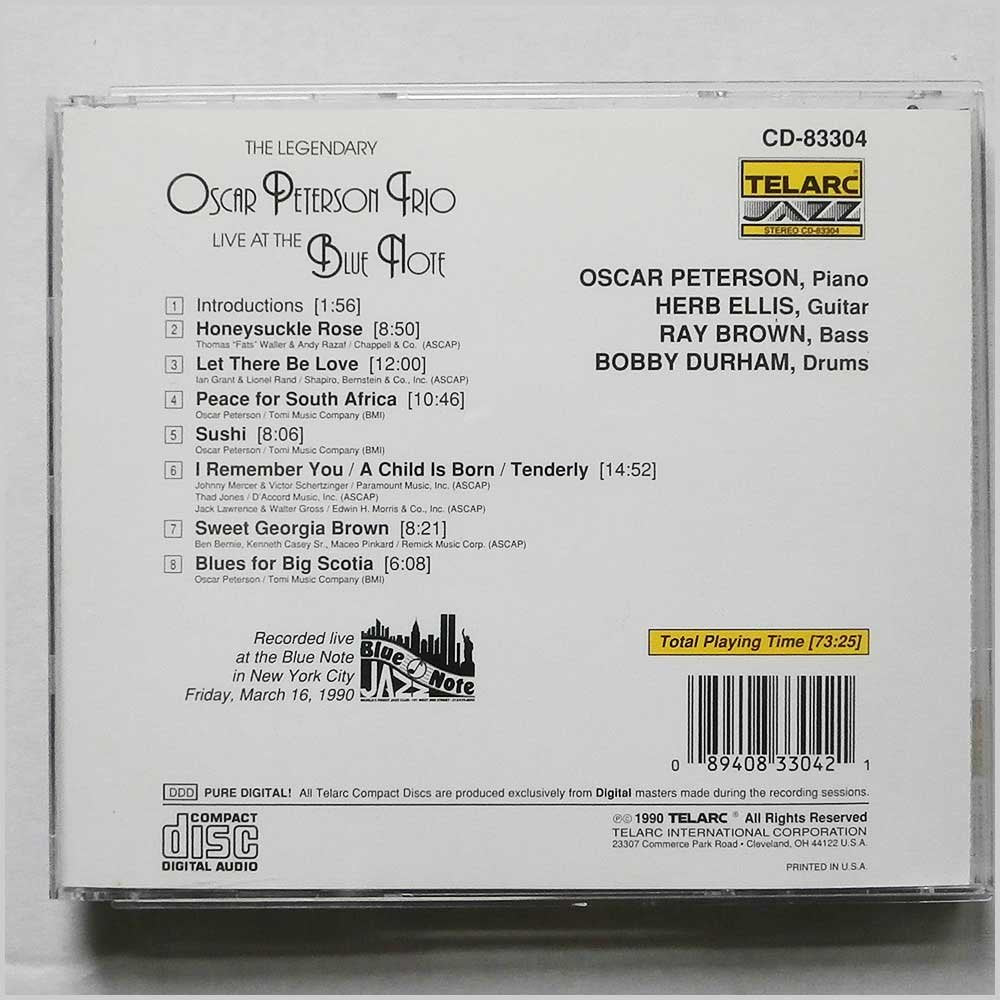 THE LEGENDARY
OSCAR PETERSON TRIO
LIVE AT THE
BLUE NOTE
1 Introductions [1:56]
2 Honeysuckle Rose [8:50]
Thomas "Fats" Waller & Andy Razaf / Chappell & Co. (ASCAP)
3 Let There Be Love [12:00]
Ian Grant & Lionel Rand / Shapiro, Bernstein & Co., Inc. (ASCAP)
4 Peace for South Africa [10:46]
Oscar Peterson / Tomi Music Company (BMI)
5 Sushi [8:06]
Oscar Peterson / Tomi Music Company (BMI)
6 I Remember You / A Child Is Born / Tenderly [14:52]
Johnny Mercer & Victor Schertzinger / Paramount Music, Inc. (ASCAP)
Thad Jones / D'Accord Music, Inc. (ASCAP)
Jack Lawrence & Walter Gross / Edwin H. Morris & Co., Inc. (ASCAP)
7 Sweet Georgia Brown [8:21]
Ben Bernie, Kenneth Casey Sr., Maceo Pinkard / Remick Music Corp. (ASCAP)
8 Blues for Big Scotia [6:08]
Oscar Peterson / Tomi Music Company (BMI)
CD-83304
TELARC®
JAZZ
STEREO CD-83304
OSCAR PETERSON, Piano
HERB ELLIS, Guitar
RAY BROWN, Bass
BOBBY DURHAM, Drums
Recorded live
at the Blue Note
in New York City
Friday, March 16, 1990
Blue Note
JAZZ
Total Playing Time [73:25]
0 89408 33042 1
DDD PURE DIGITAL! All Telarc Compact Discs are produced exclusively from Digital masters made during the recording sessions.
COMPACT
disc
DIGITAL AUDIO
℗© 1990 TELARC® All Rights Reserved
TELARC INTERNATIONAL CORPORATION
23307 Commerce Park Road • Cleveland, OH 44122 U.S.A.
PRINTED IN U.S.A.